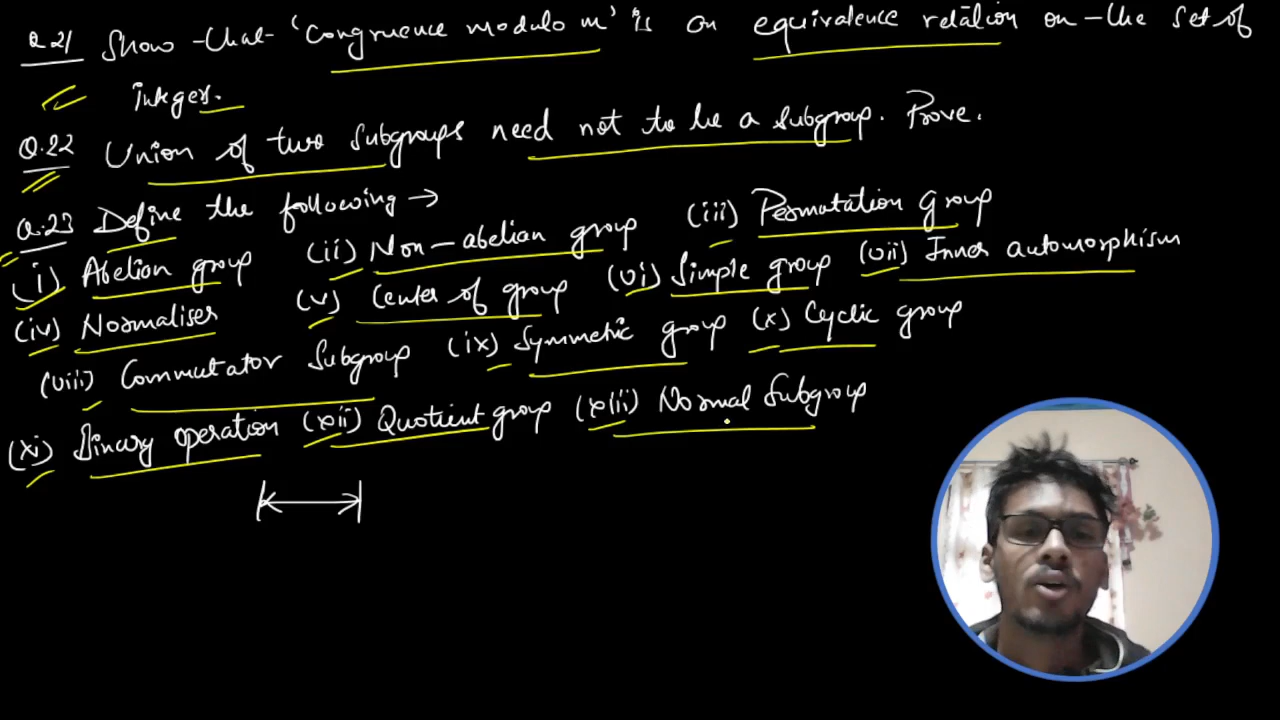 Q.21 Show that 'Congruence modulo m' is an equivalence relation on the set of
integers.
Q.22 Union of two subgroups need not to be a subgroup. Prove.
Q.23 Define the following →
(i) Abelian group (ii) Non-abelian group (iii) Permutation Group
(iv) Normaliser (v) Center of group (vi) Simple group (vii) Inner automorphism
(viii) Commutator Subgroup (ix) Symmetric group (x) Cyclic group
(xi) Binary operation (xii) Quotient group (xiii) Normal Subgroup